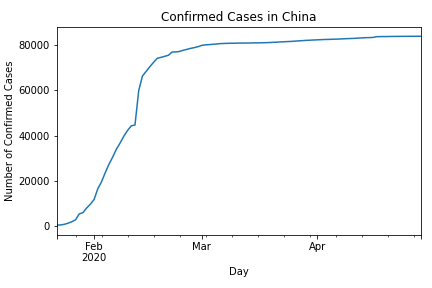 Confirmed Cases in China
Number of Confirmed Cases
80000
60000
40000
20000
0
Feb
2020
Mar
Apr
Day